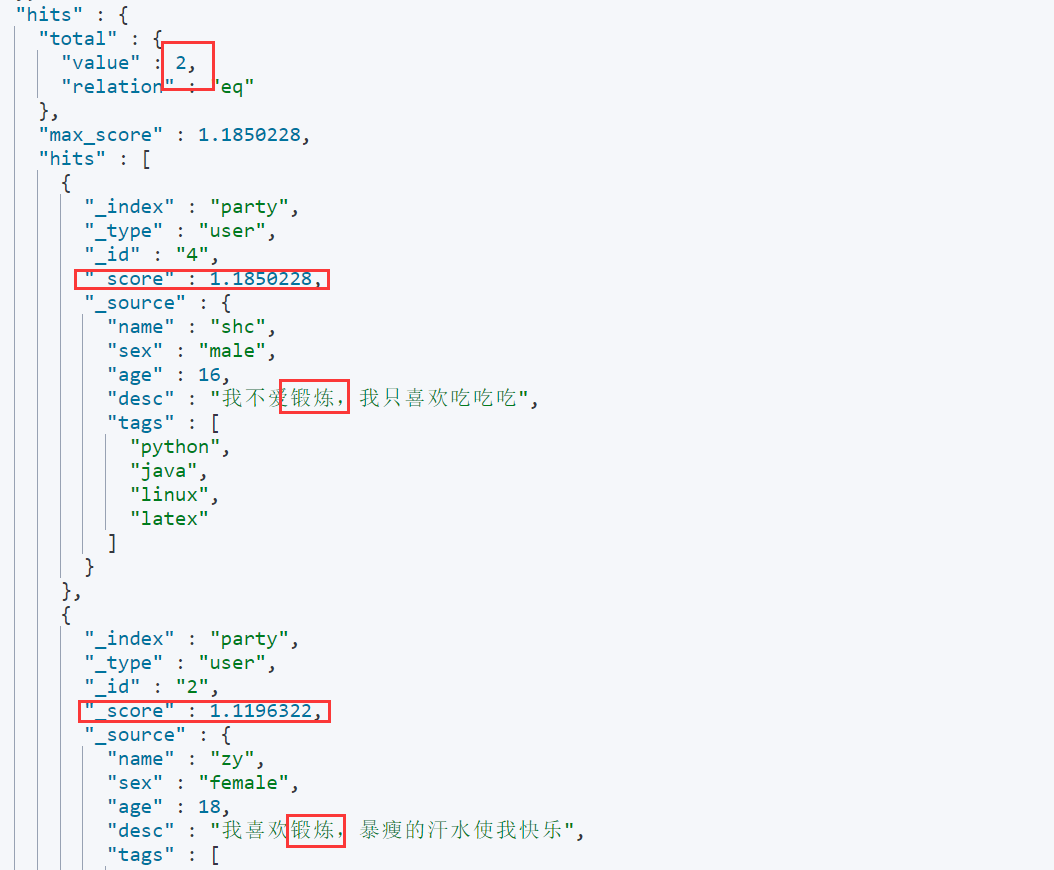 "hits" : {
"total" : {
"value" : 2,
"relation" : "eq"
},
"max_score" : 1.1850228,
"hits" : [
{
"_index" : "party",
"_type" : "user",
"_id" : "4",
"_score" : 1.1850228,
"_source" : {
"name" : "shc",
"sex" : "male",
"age" : 16,
"desc" : "我不爱锻炼，我只喜欢吃吃吃",
"tags" : [
"python",
"java",
"linux",
"latex"
]
}
},
{
"_index" : "party",
"_type" : "user",
"_id" : "2",
"_score" : 1.1196322,
"_source" : {
"name" : "zy",
"sex" : "female",
"age" : 18,
"desc" : "我喜欢锻炼，暴瘦的汗水使我快乐",
"tags" : [